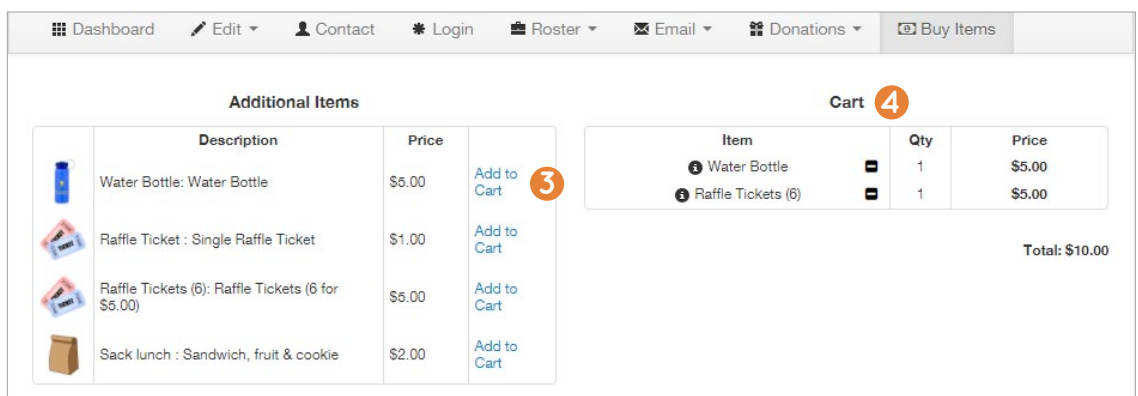 Dashboard Edit Contact Login Roster Email Donations Buy Items
Additional Items
Description Price
Water Bottle: Water Bottle $5.00 Add to
Cart
3
Raffle Ticket : Single Raffle Ticket $1.00 Add to
Cart
Raffle Tickets (6): Raffle Tickets (6 for
$5.00) $5.00 Add to
Cart
Sack lunch : Sandwich, fruit & cookie $2.00 Add to
Cart
Cart 4
Item Qty Price
Water Bottle 1 $5.00
Raffle Tickets (6) 1 $5.00
Total: $10.00